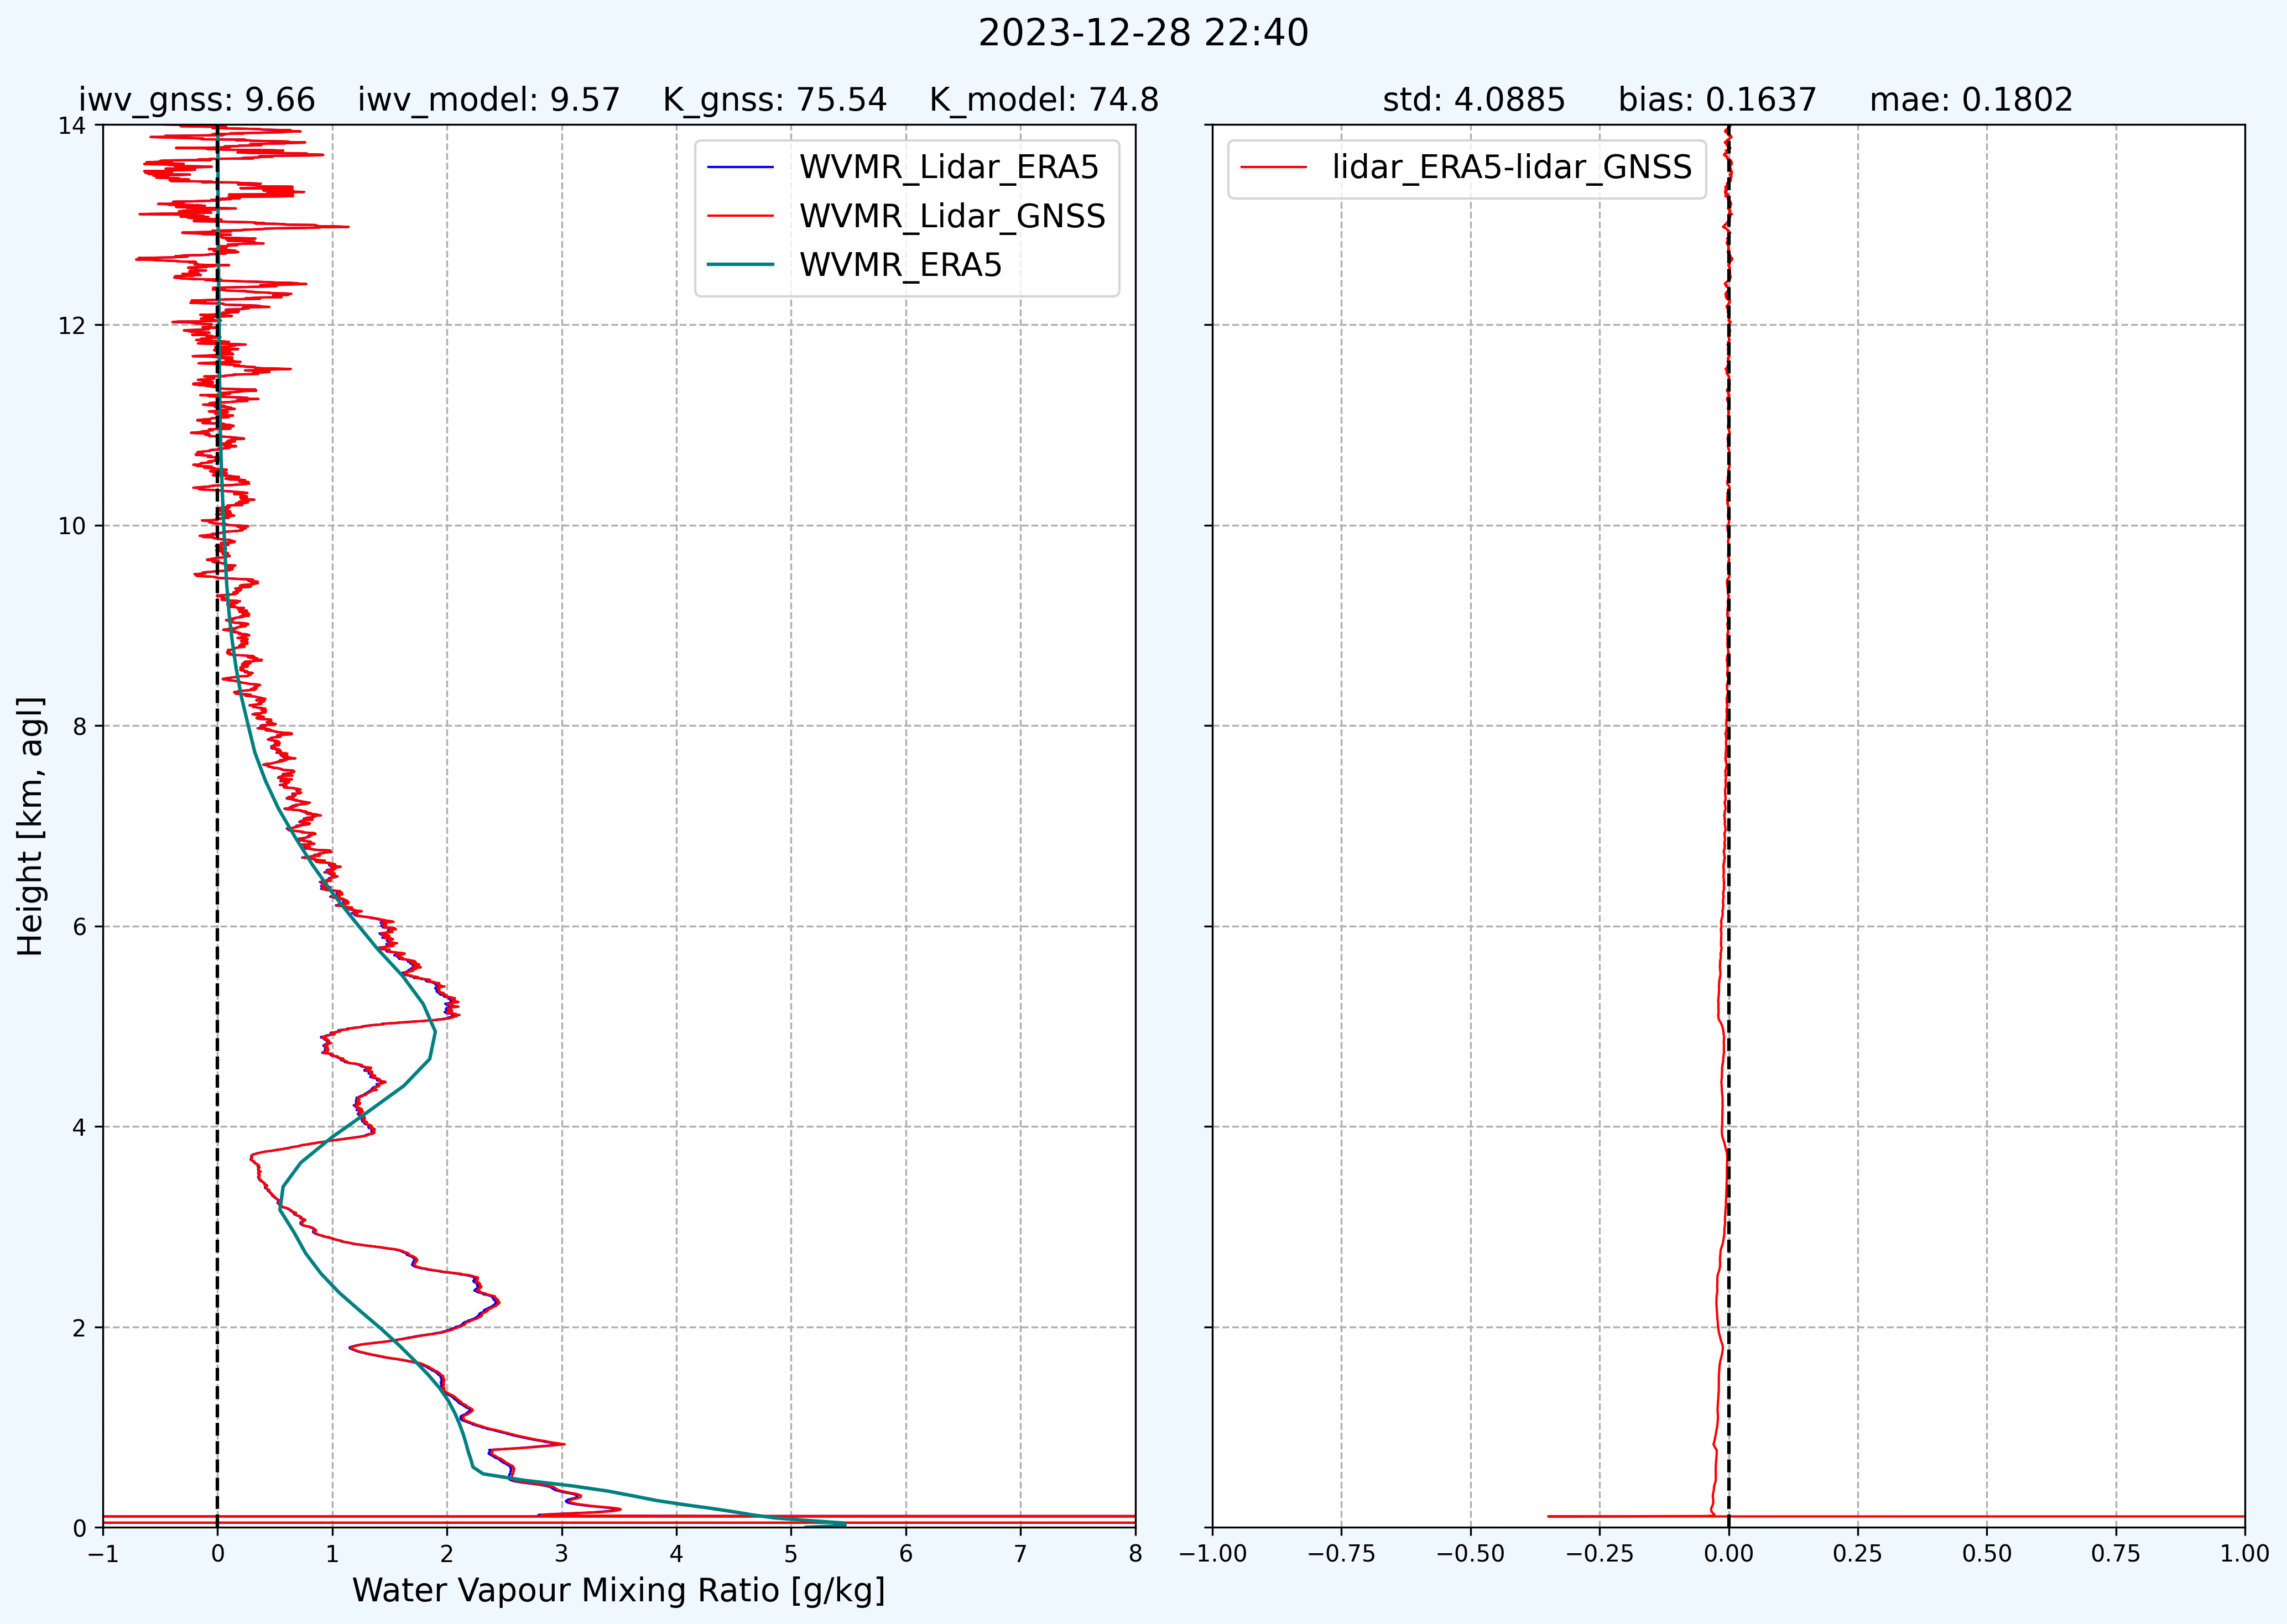 2023-12-28 22:40
iwv_gnss: 9.66 iwv_model: 9.57 K_gnss: 75.54 K_model: 74.8
WVMR_Lidar_ERA5
WVMR_Lidar_GNSS
WVMR_ERA5
14
12
10
8
6
4
2
0
Height [km, agl]
−1 0 1 2 3 4 5 6 7 8
Water Vapour Mixing Ratio [g/kg]
std: 4.0885 bias: 0.1637 mae: 0.1802
lidar_ERA5-lidar_GNSS
−1.00 −0.75 −0.50 −0.25 0.00 0.25 0.50 0.75 1.00